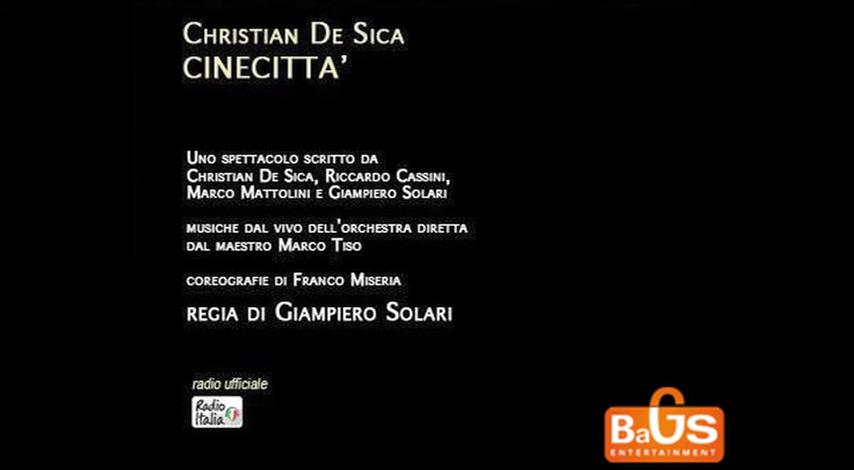 Christian De Sica
CINECITTA'
Uno spettacolo scritto da
Christian De Sica, Riccardo Cassini,
Marco Mattolini e Giampiero Solari
musiche dal vivo dell'orchestra diretta
dal maestro Marco Tiso
coreografie di Franco Miseria
regia di Giampiero Solari
radio ufficiale
Radio
Italia
BaGS
ENTERTAINMENT